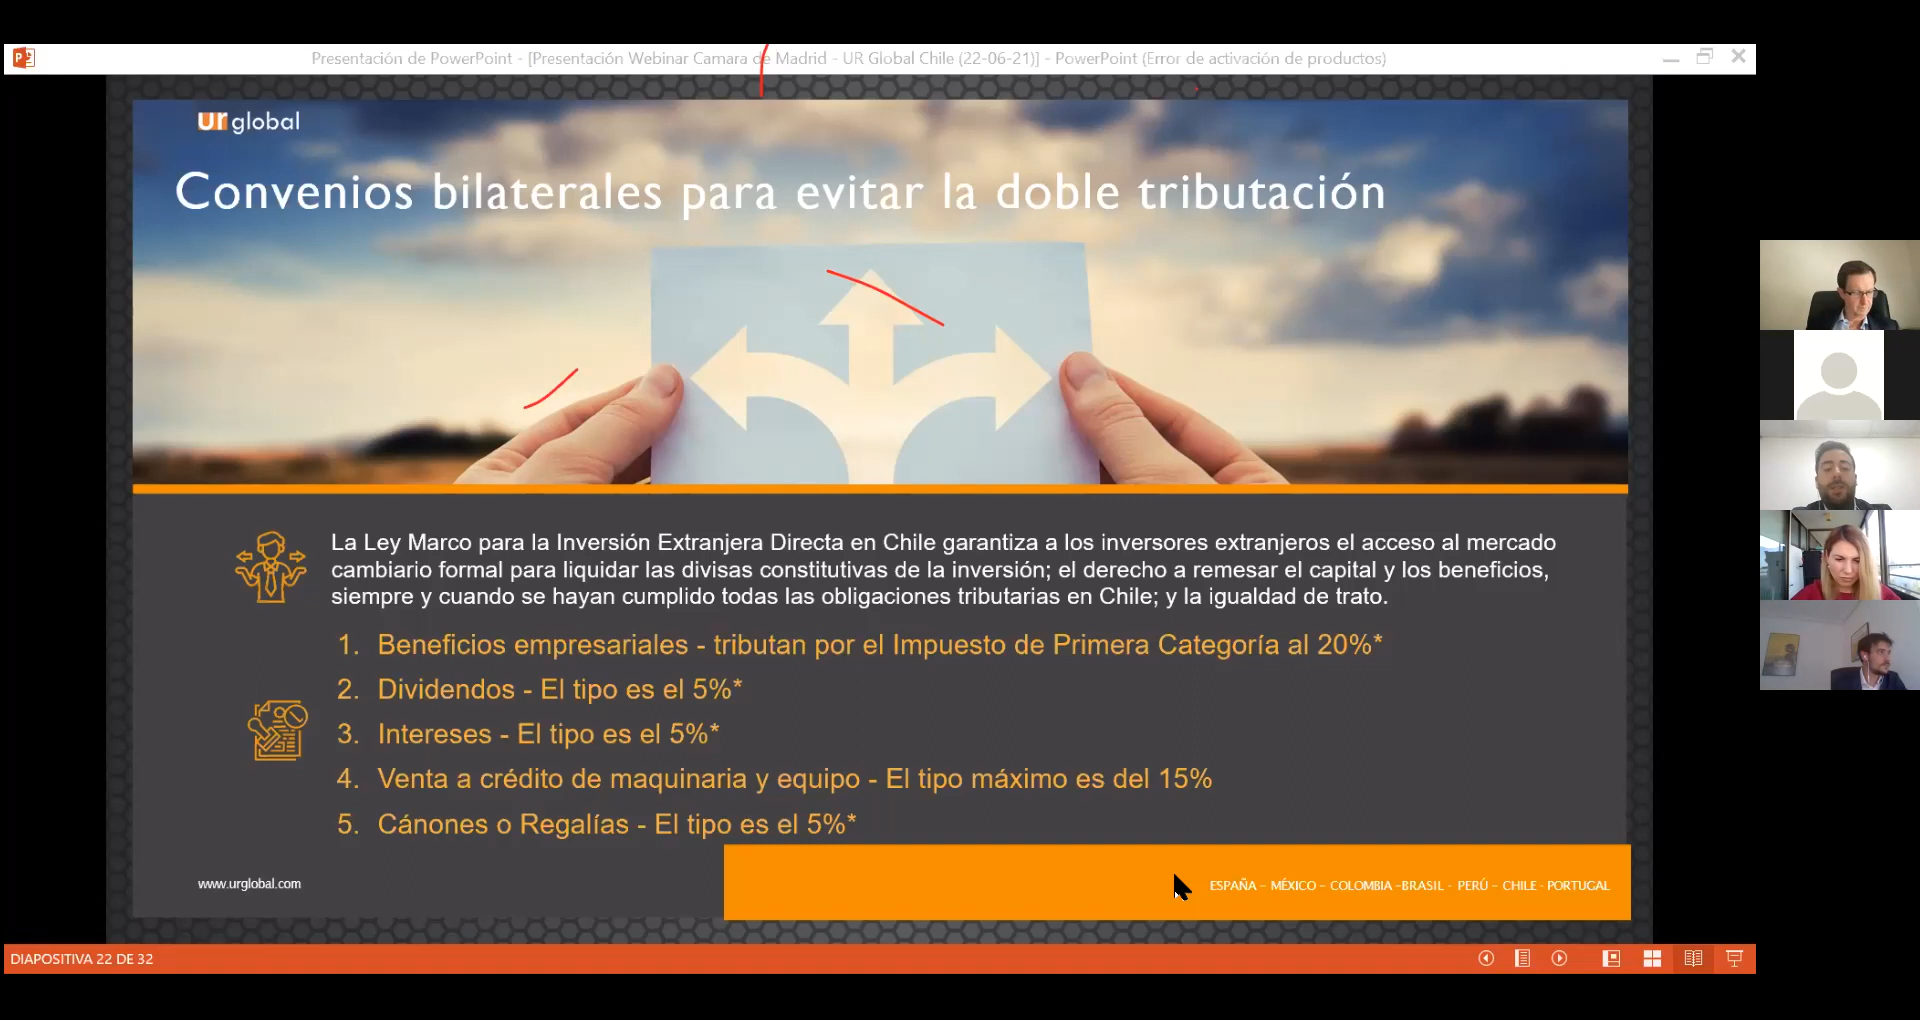 Presentación de PowerPoint - [Presentación Webinar Camara de Madrid - UR Global Chile (22-06-21)] - PowerPoint (Error de activación de productos)
ur global
Convenios bilaterales para evitar la doble tributación
La Ley Marco para la Inversión Extranjera Directa en Chile garantiza a los inversores extranjeros el acceso al mercado
cambiario formal para liquidar las divisas constitutivas de la inversión; el derecho a remesar el capital y los beneficios,
siempre y cuando se hayan cumplido todas las obligaciones tributarias en Chile; y la igualdad de trato.
1. Beneficios empresariales - tributan por el Impuesto de Primera Categoría al 20%*
2. Dividendos - El tipo es el 5%*
3. Intereses - El tipo es el 5%*
4. Venta a crédito de maquinaria y equipo - El tipo máximo es del 15%
5. Cánones o Regalías - El tipo es el 5%*
www.urglobal.com
ESPAÑA – MÉXICO – COLOMBIA –BRASIL - PERÚ – CHILE - PORTUGAL
DIAPOSITIVA 22 DE 32